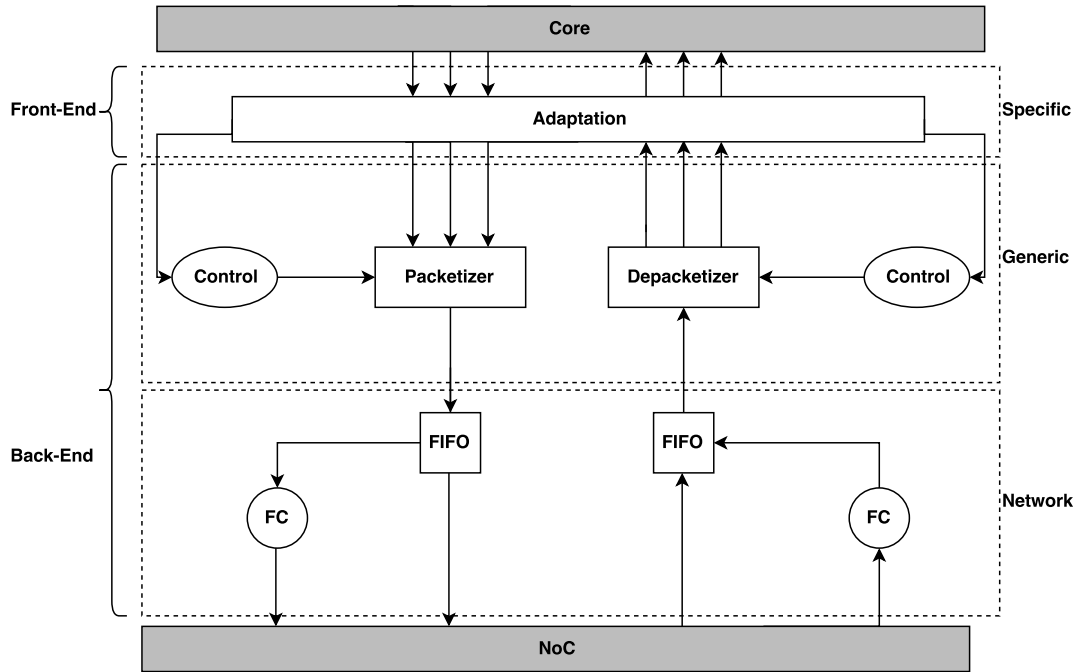 Core
Front-End
Adaptation
Specific
Control
Packetizer
Depacketizer
Control
Generic
FIFO
FIFO
Back-End
FC
FC
Network
NoC